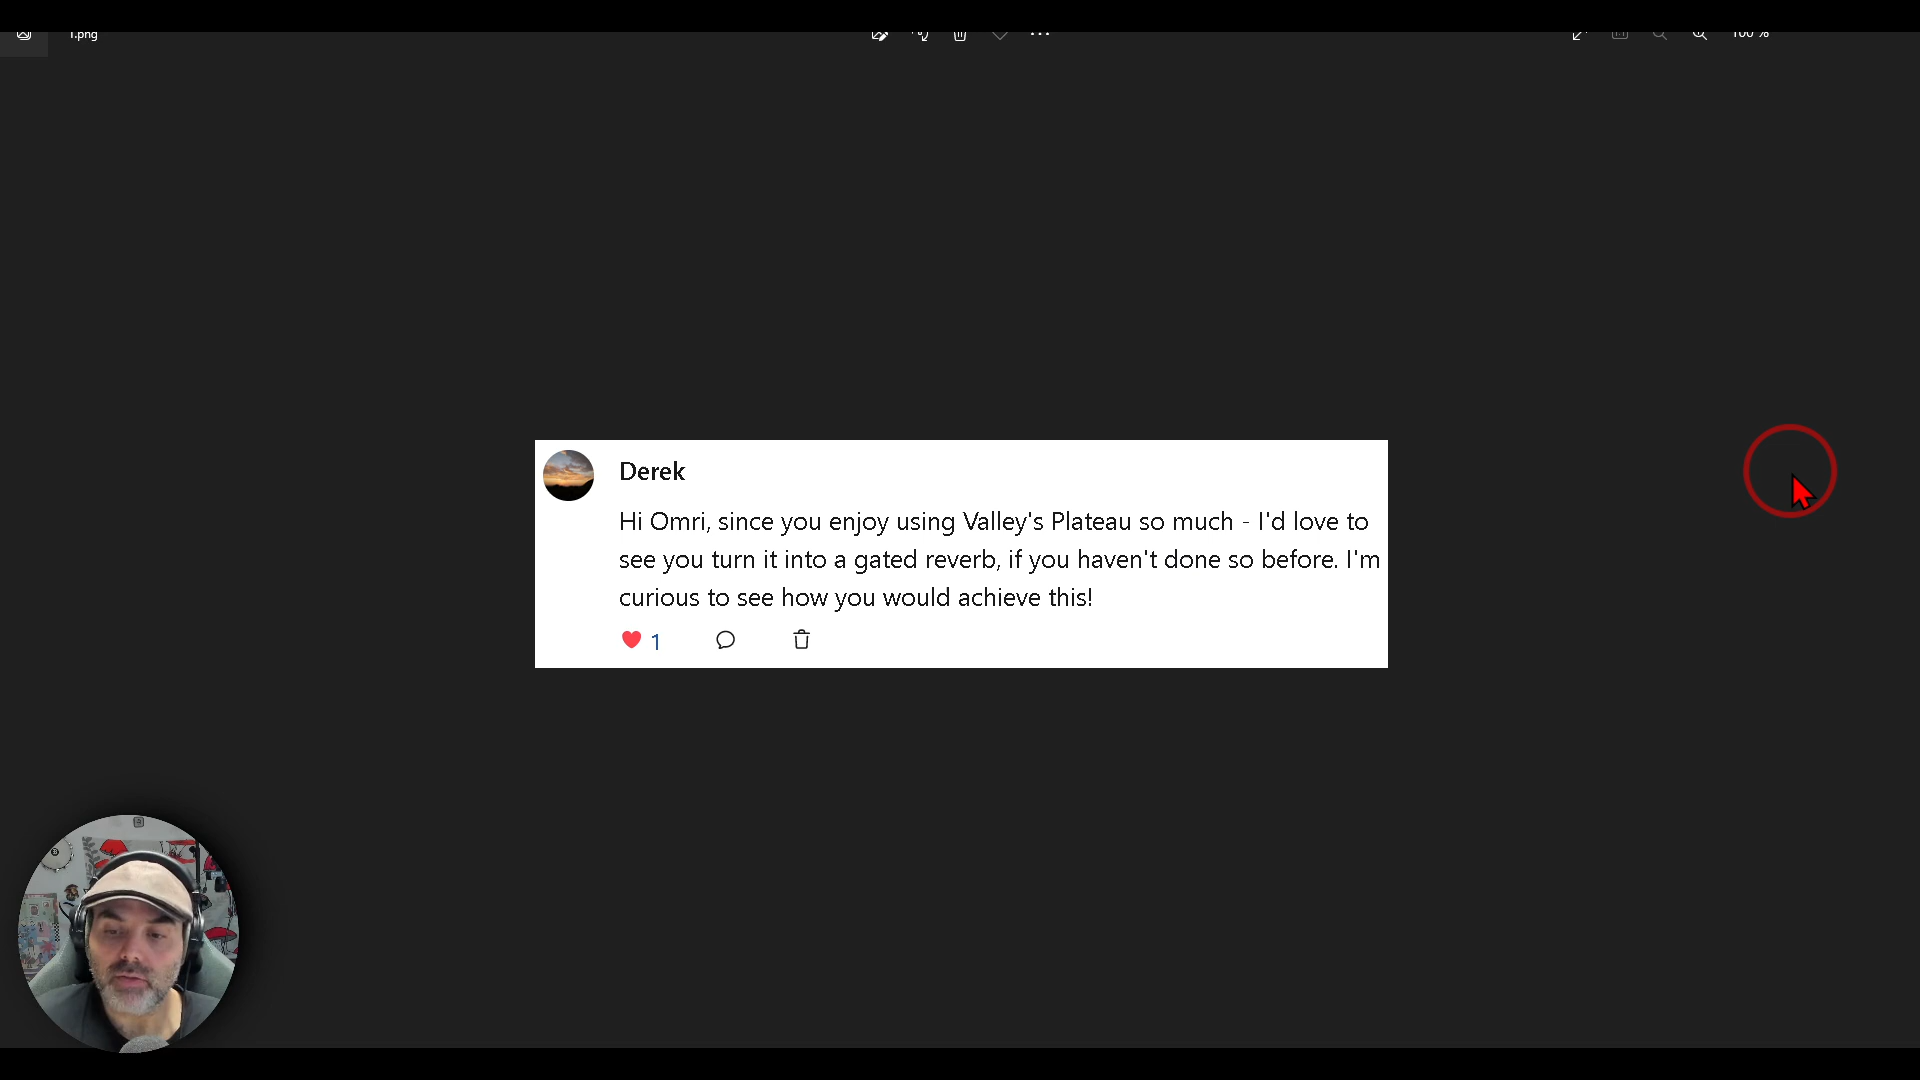 1.png
100 %
Derek
Hi Omri, since you enjoy using Valley's Plateau so much - I'd love to
see you turn it into a gated reverb, if you haven't done so before. I'm
curious to see how you would achieve this!
1